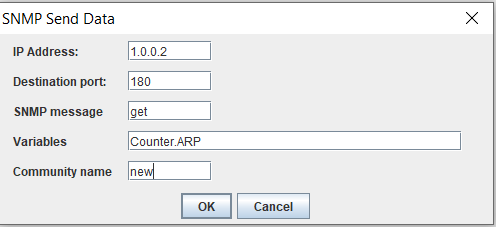 SNMP Send Data
IP Address: 1.0.0.2
Destination port: 180
SNMP message get
Variables Counter.ARP
Community name new
OK Cancel